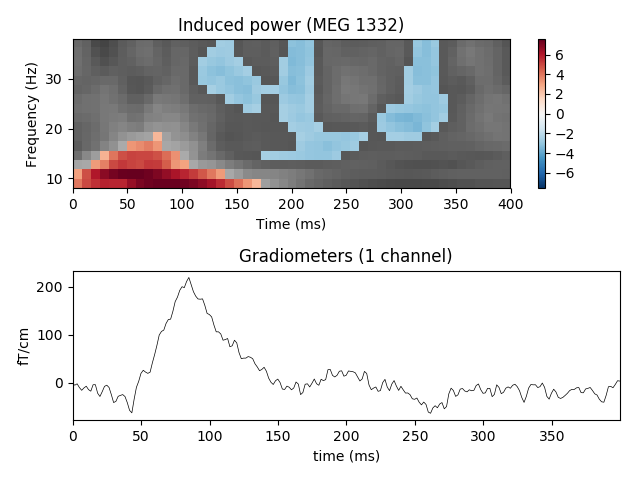 Induced power (MEG 1332)
Frequency (Hz)
30
20
10
0 50 100 150 200 250 300 350 400
Time (ms)
6
4
2
0
−2
−4
−6
Gradiometers (1 channel)
fT/cm
200
100
0
0 50 100 150 200 250 300 350
time (ms)